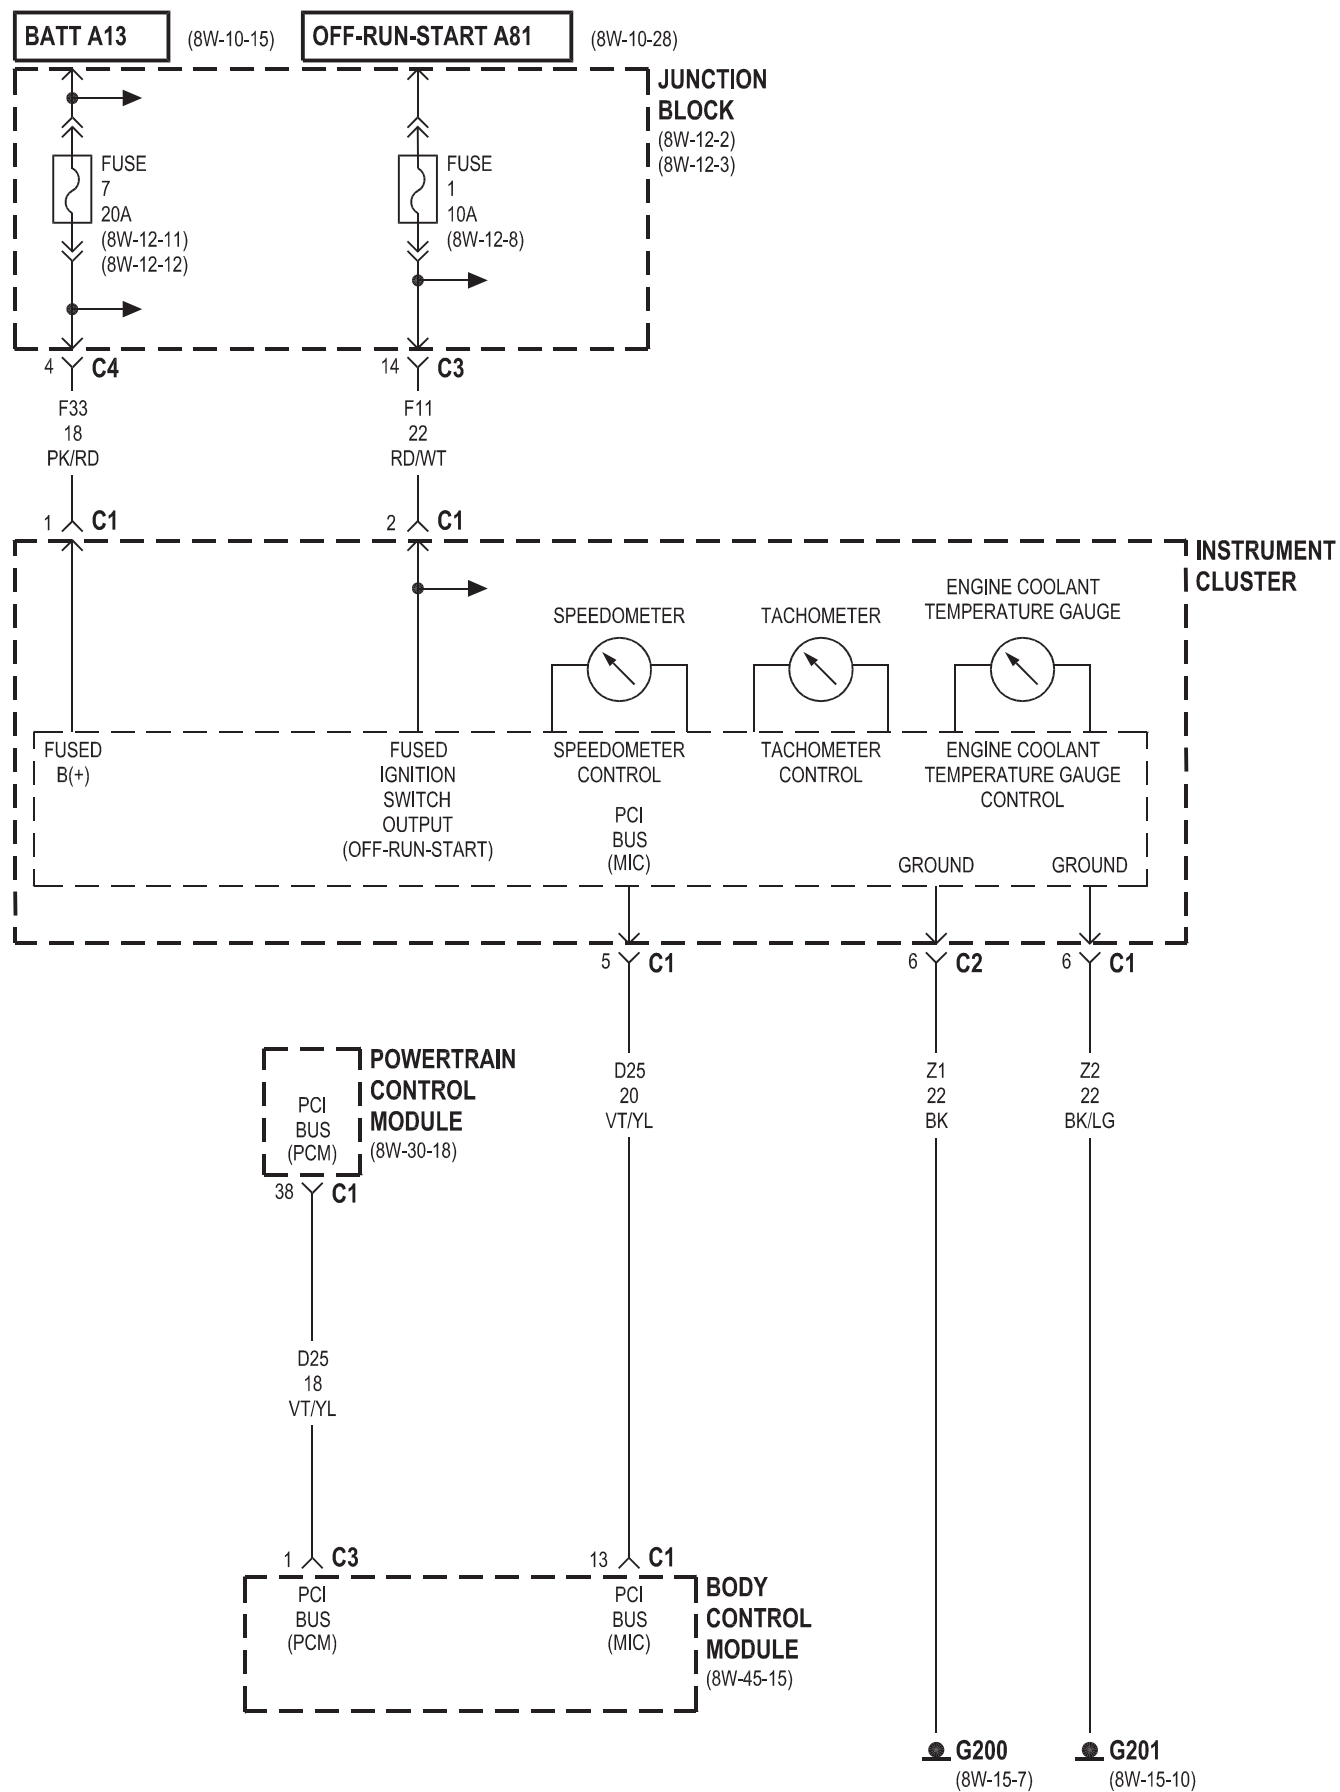 BATT A13
(8W-10-15)
OFF-RUN-START A81
(8W-10-28)
JUNCTION
BLOCK
(8W-12-2)
(8W-12-3)
FUSE
7
20A
(8W-12-11)
(8W-12-12)
FUSE
1
10A
(8W-12-8)
4
C4
14
C3
F33
18
PK/RD
F11
22
RD/WT
1
C1
2
C1
INSTRUMENT
CLUSTER
SPEEDOMETER
TACHOMETER
ENGINE COOLANT
TEMPERATURE GAUGE
FUSED
B(+)
FUSED
IGNITION
SWITCH
OUTPUT
(OFF-RUN-START)
SPEEDOMETER
CONTROL
TACHOMETER
CONTROL
ENGINE COOLANT
TEMPERATURE GAUGE
CONTROL
PCI
BUS
(MIC)
GROUND
GROUND
5
C1
6
C2
6
C1
POWERTRAIN
CONTROL
MODULE
(8W-30-18)
PCI
BUS
(PCM)
38
C1
D25
20
VT/YL
Z1
22
BK
Z2
22
BK/LG
D25
18
VT/YL
1
C3
13
C1
PCI
BUS
(PCM)
PCI
BUS
(MIC)
BODY
CONTROL
MODULE
(8W-45-15)
G200
(8W-15-7)
G201
(8W-15-10)